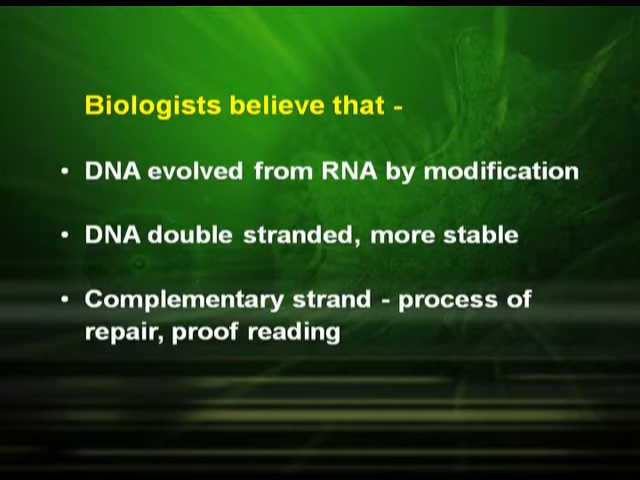 Biologists believe that -
• DNA evolved from RNA by modification
• DNA double stranded, more stable
• Complementary strand - process of
repair, proof reading